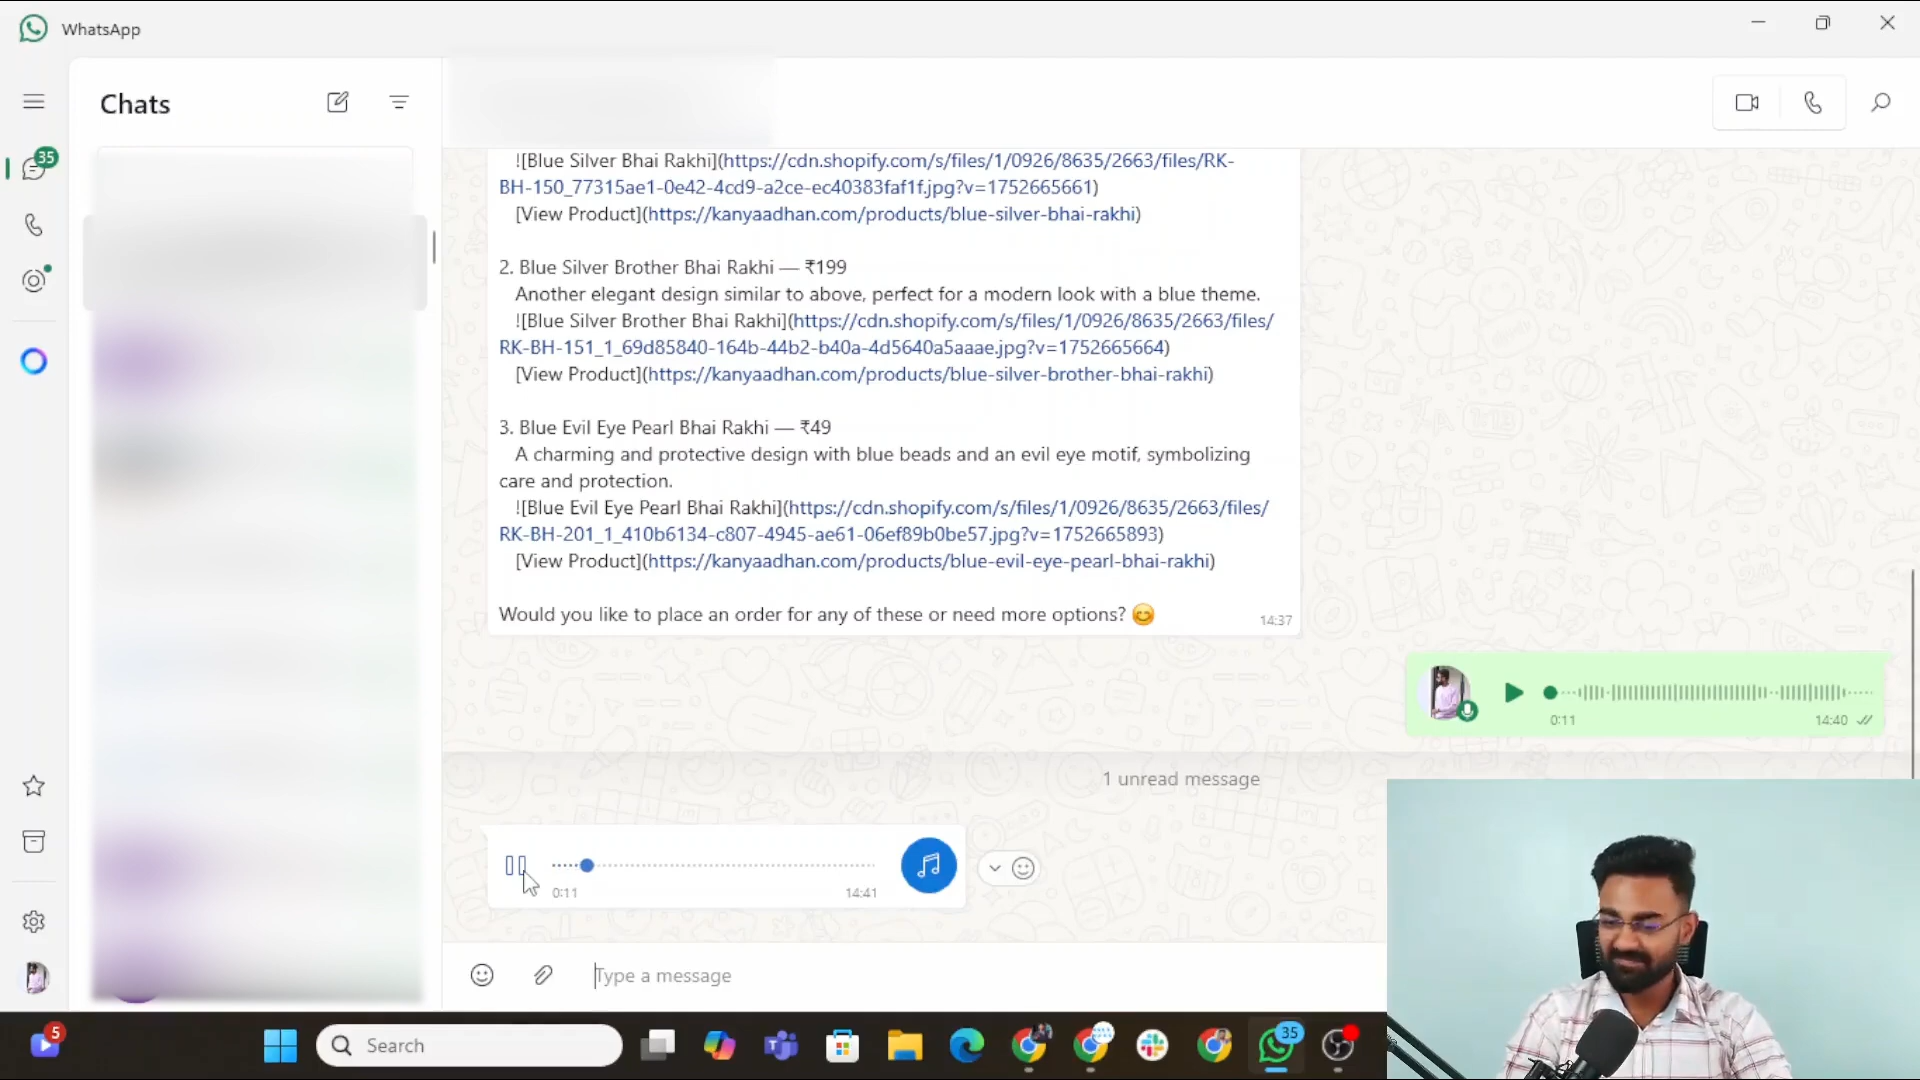 WhatsApp
Chats
35
![Blue Silver Bhai Rakhi](https://cdn.shopify.com/s/files/1/0926/8635/2663/files/RK-
BH-150_77315ae1-0e42-4cd9-a2ce-ec40383faf1f.jpg?v=1752665661)
[View Product](https://kanyaadhan.com/products/blue-silver-bhai-rakhi)
2. Blue Silver Brother Bhai Rakhi — ₹199
Another elegant design similar to above, perfect for a modern look with a blue theme.
![Blue Silver Brother Bhai Rakhi](https://cdn.shopify.com/s/files/1/0926/8635/2663/files/
RK-BH-151_1_69d85840-164b-44b2-b40a-4d5640a5aaae.jpg?v=1752665664)
[View Product](https://kanyaadhan.com/products/blue-silver-brother-bhai-rakhi)
3. Blue Evil Eye Pearl Bhai Rakhi — ₹49
A charming and protective design with blue beads and an evil eye motif, symbolizing
care and protection.
![Blue Evil Eye Pearl Bhai Rakhi](https://cdn.shopify.com/s/files/1/0926/8635/2663/files/
RK-BH-201_1_410b6134-c807-4945-ae61-06ef89b0be57.jpg?v=1752665893)
[View Product](https://kanyaadhan.com/products/blue-evil-eye-pearl-bhai-rakhi)
Would you like to place an order for any of these or need more options? 😊
14:37
0:11 14:40
1 unread message
0:11 14:41
Type a message
5
Search
35